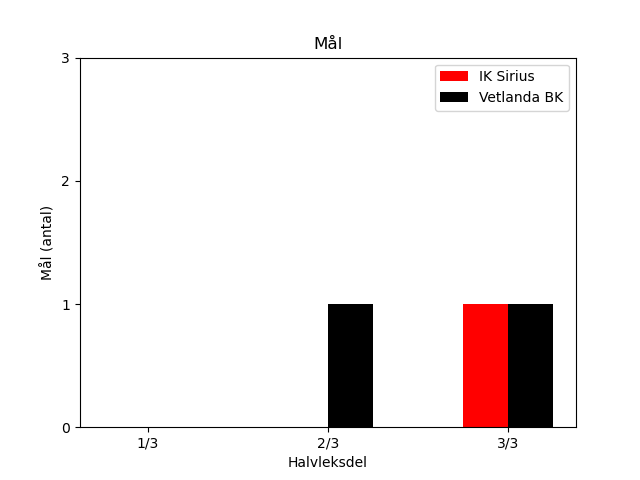 Mål
IK Sirius
Vetlanda BK
Mål (antal)
3
2
1
0
1/3
2/3
3/3
Halvleksdel